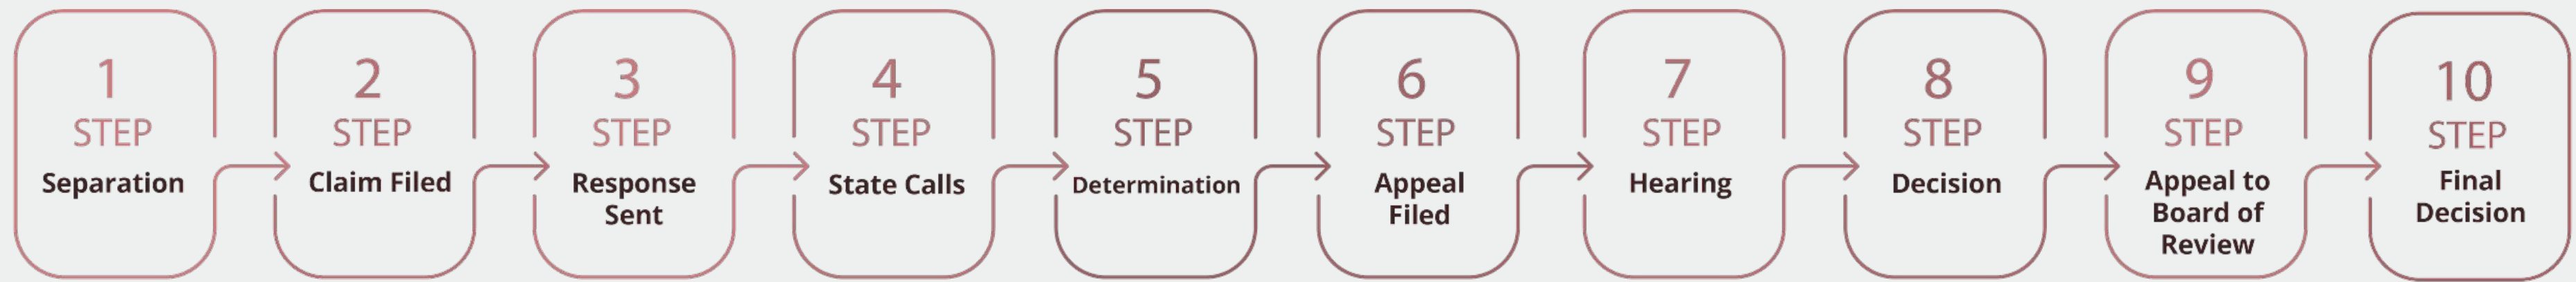 1
STEP
Separation
2
STEP
Claim Filed
3
STEP
Response
Sent
4
STEP
State Calls
5
STEP
Determination
6
STEP
Appeal
Filed
7
STEP
Hearing
8
STEP
Decision
9
STEP
Appeal to
Board of
Review
10
STEP
Final
Decision